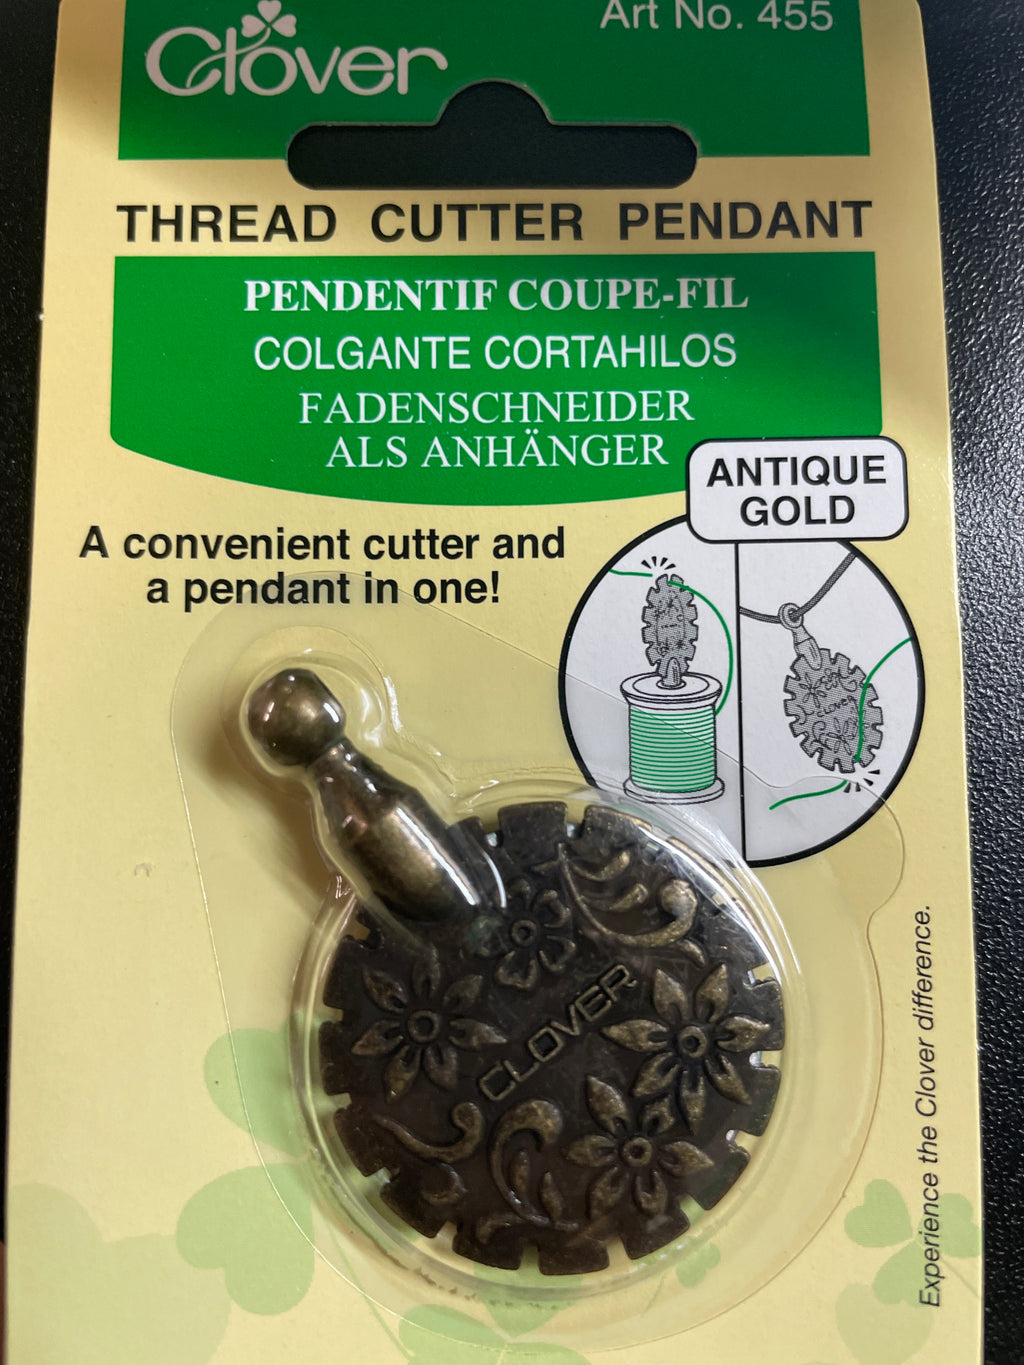 Clover
Art No. 455
THREAD CUTTER PENDANT
PENDENTIF COUPE-FIL
COLGANTE CORTAHILOS
FADENSCHNEIDER
ALS ANHÄNGER
ANTIQUE
GOLD
A convenient cutter and
a pendant in one!
Clover
CLOVER
Experience the Clover difference.